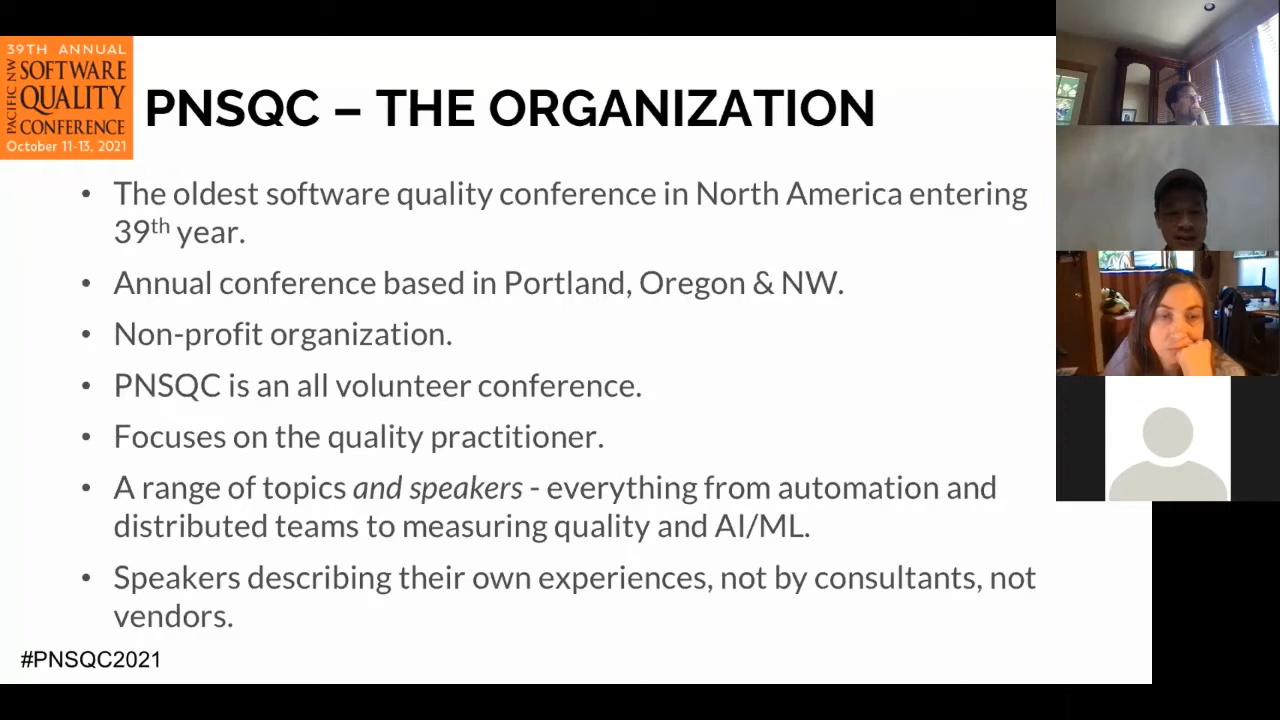 39TH ANNUAL
PACIFIC NW
SOFTWARE
QUALITY
CONFERENCE
October 11-13, 2021
PNSQC – THE ORGANIZATION
• The oldest software quality conference in North America entering
39th year.
• Annual conference based in Portland, Oregon & NW.
• Non-profit organization.
• PNSQC is an all volunteer conference.
• Focuses on the quality practitioner.
• A range of topics and speakers - everything from automation and
distributed teams to measuring quality and AI/ML.
• Speakers describing their own experiences, not by consultants, not
vendors.
#PNSQC2021